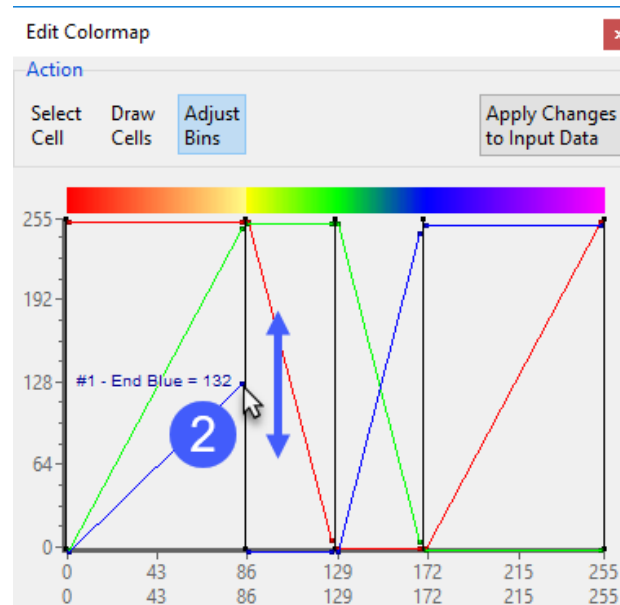 Edit Colormap
Action
Select Draw Adjust Apply Changes
Cell Cells Bins to Input Data
255
192
128 #1 - End Blue = 132
2
64
0
0 43 86 129 172 215 255
0 43 86 129 172 215 255